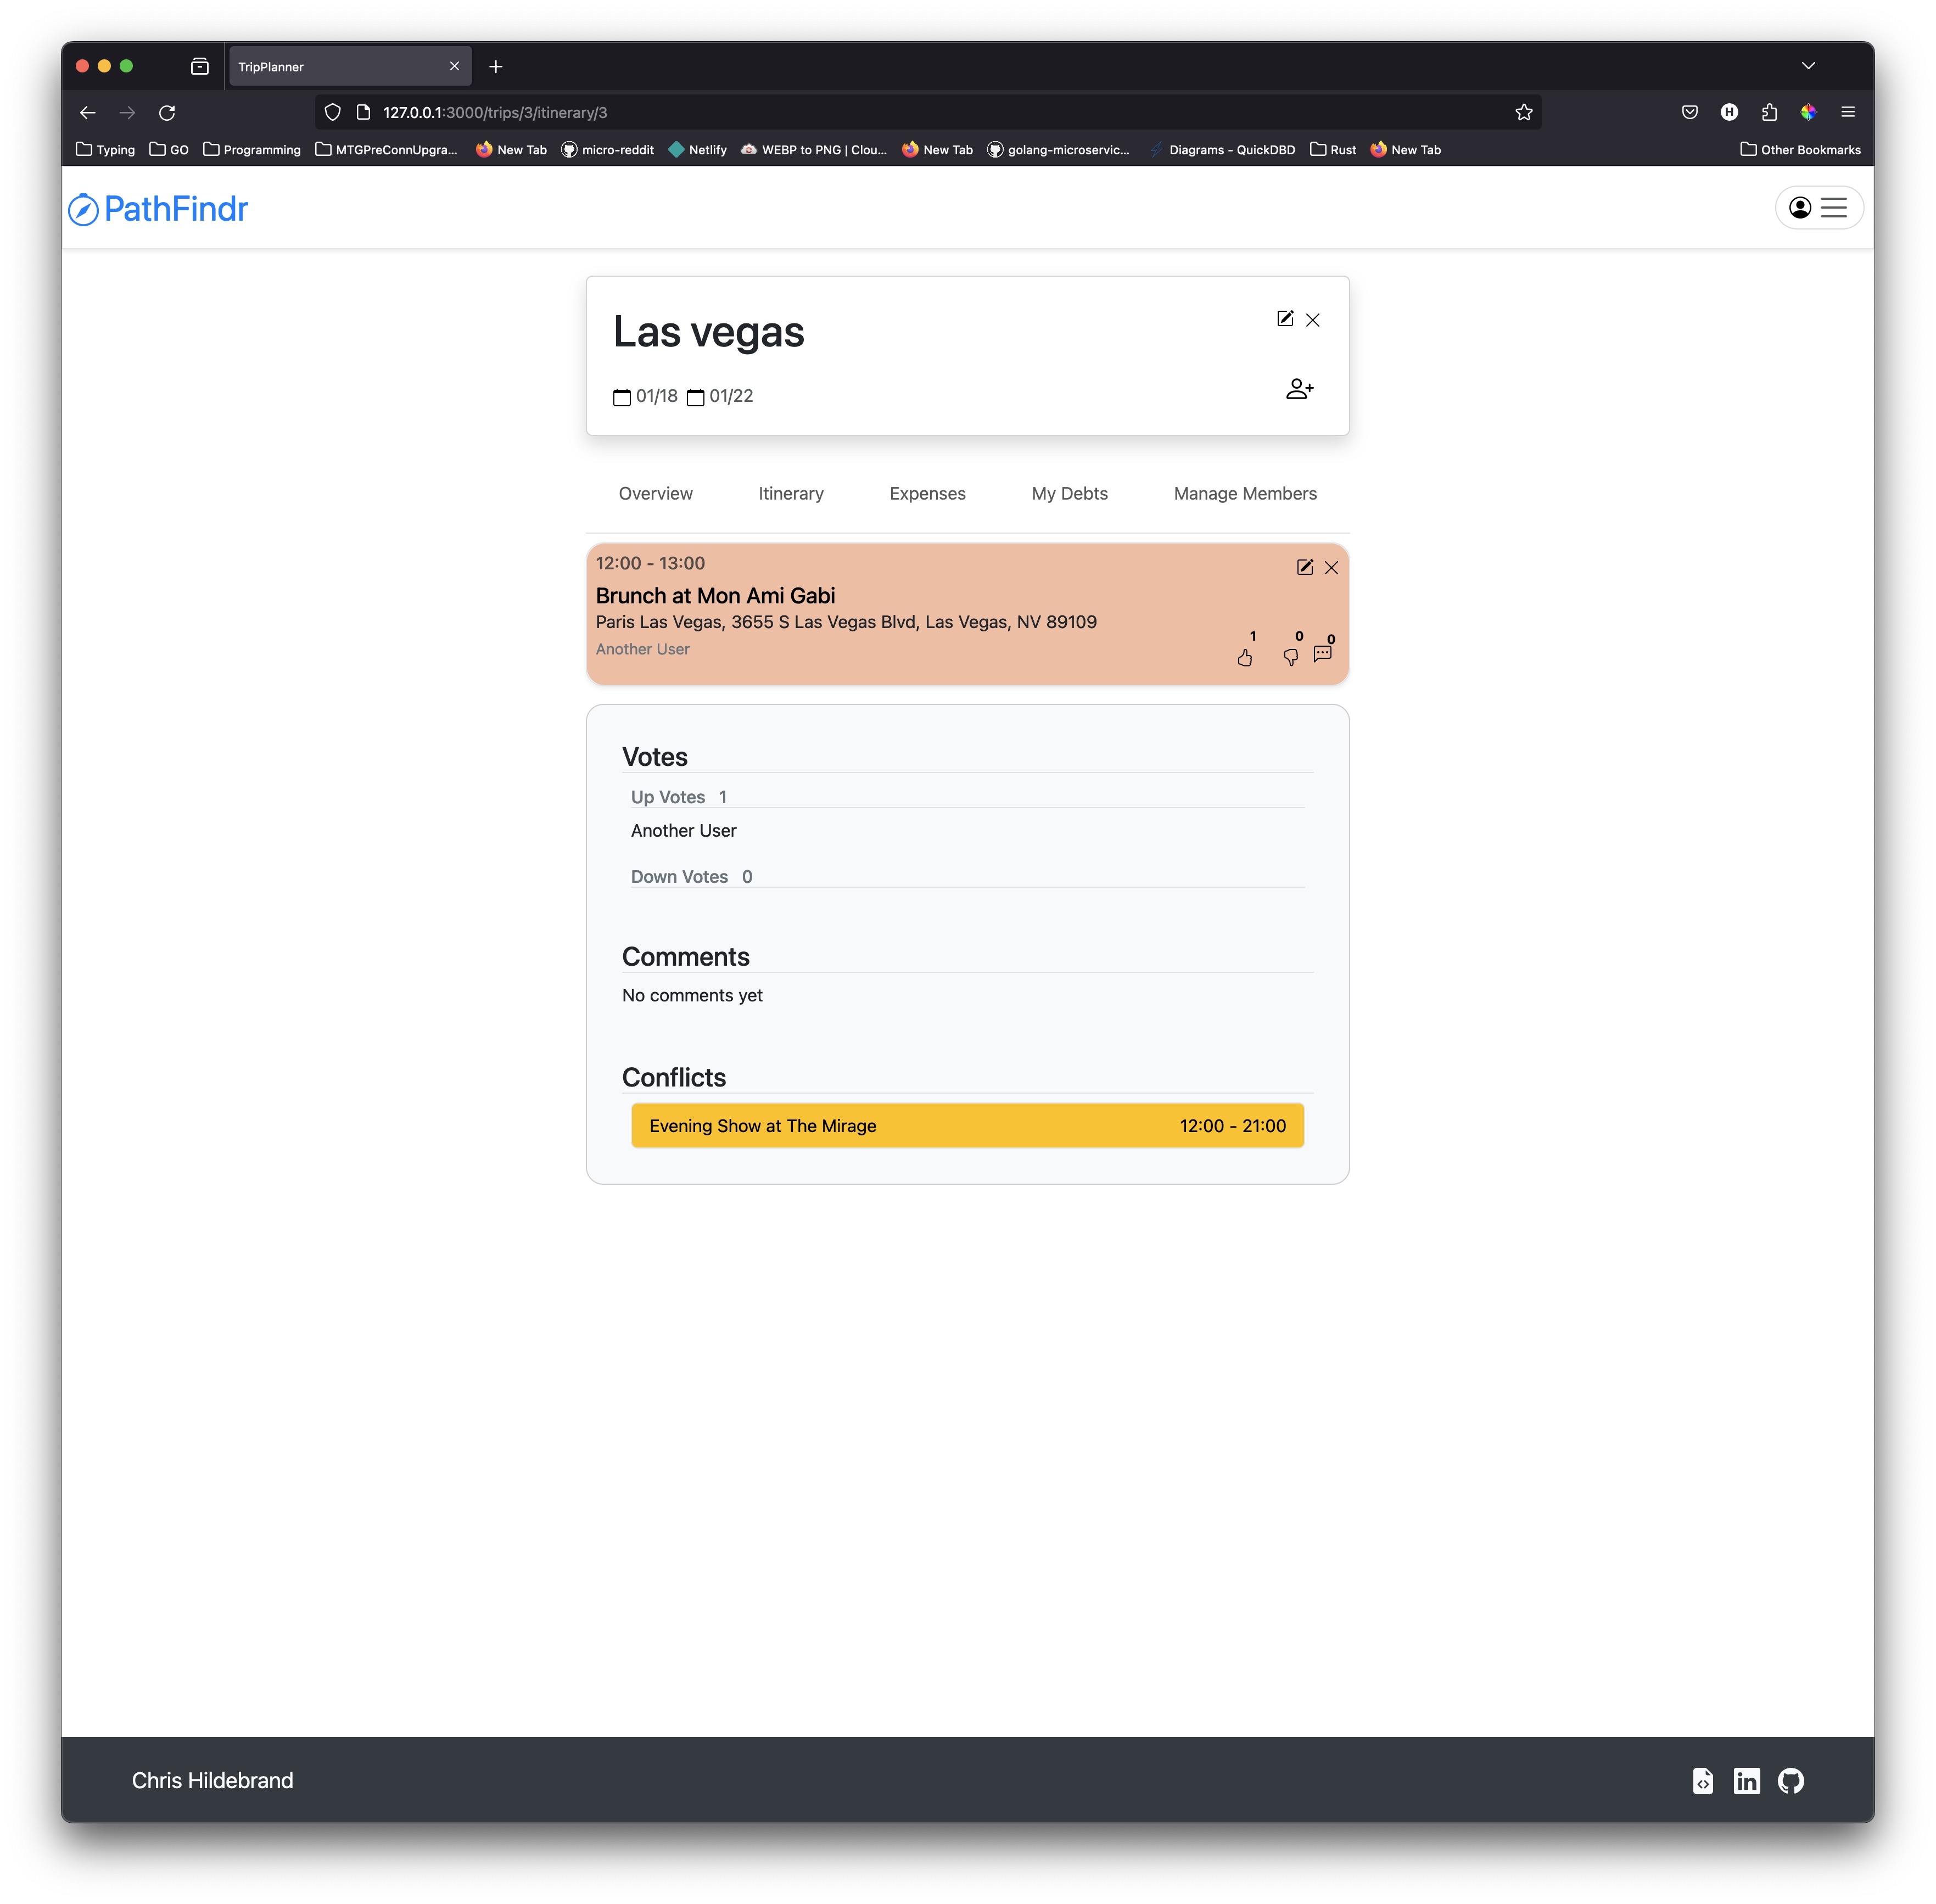 TripPlanner
127.0.0.1:3000/trips/3/itinerary/3
H
Typing GO Programming MTGPreConnUpgra... New Tab micro-reddit Netlify WEBP to PNG | Clou... New Tab golang-microservic... Diagrams - QuickDBD Rust New Tab Other Bookmarks
PathFindr
Las vegas
01/18 01/22
Overview Itinerary Expenses My Debts Manage Members
12:00 - 13:00
Brunch at Mon Ami Gabi
Paris Las Vegas, 3655 S Las Vegas Blvd, Las Vegas, NV 89109
Another User
1 0 0
Votes
Up Votes 1
Another User
Down Votes 0
Comments
No comments yet
Conflicts
Evening Show at The Mirage 12:00 - 21:00
Chris Hildebrand
in